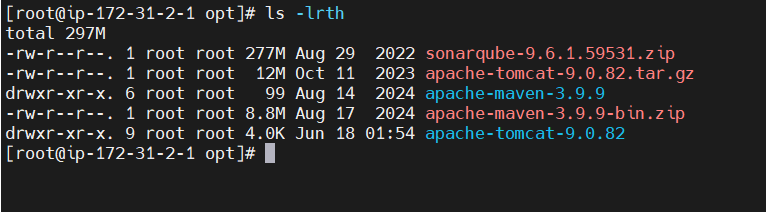 [root@ip-172-31-2-1 opt]# ls -lrth
total 297M
-rw-r--r--. 1 root root 277M Aug 29  2022 sonarqube-9.6.1.59531.zip
-rw-r--r--. 1 root root  12M Oct 11  2023 apache-tomcat-9.0.82.tar.gz
drwxr-xr-x. 6 root root   99 Aug 14  2024 apache-maven-3.9.9
-rw-r--r--. 1 root root 8.8M Aug 17  2024 apache-maven-3.9.9-bin.zip
drwxr-xr-x. 9 root root 4.0K Jun 18 01:54 apache-tomcat-9.0.82
[root@ip-172-31-2-1 opt]#